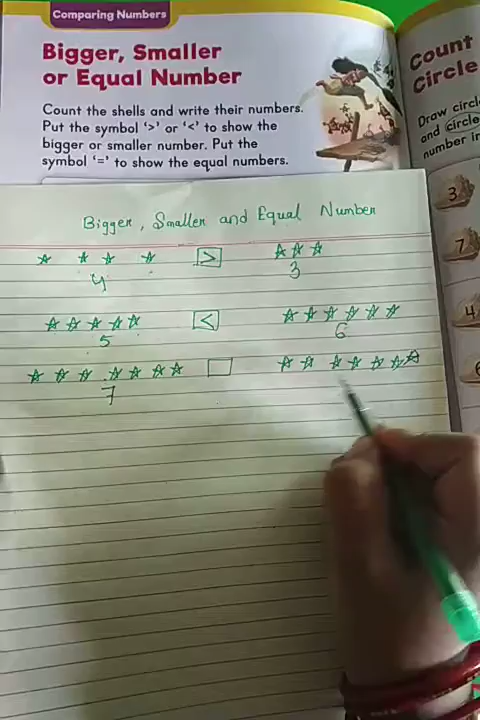 Comparing Numbers
Bigger, Smaller
or Equal Number
Count the shells and write their numbers.
Put the symbol '>' or '<' to show the
bigger or smaller number. Put the
symbol '=' to show the equal numbers.
Count
Circle
Draw circl
and circle
number in
3
7
4
Bigger, Smaller and Equal Number
>
4 3
<
5 6
7